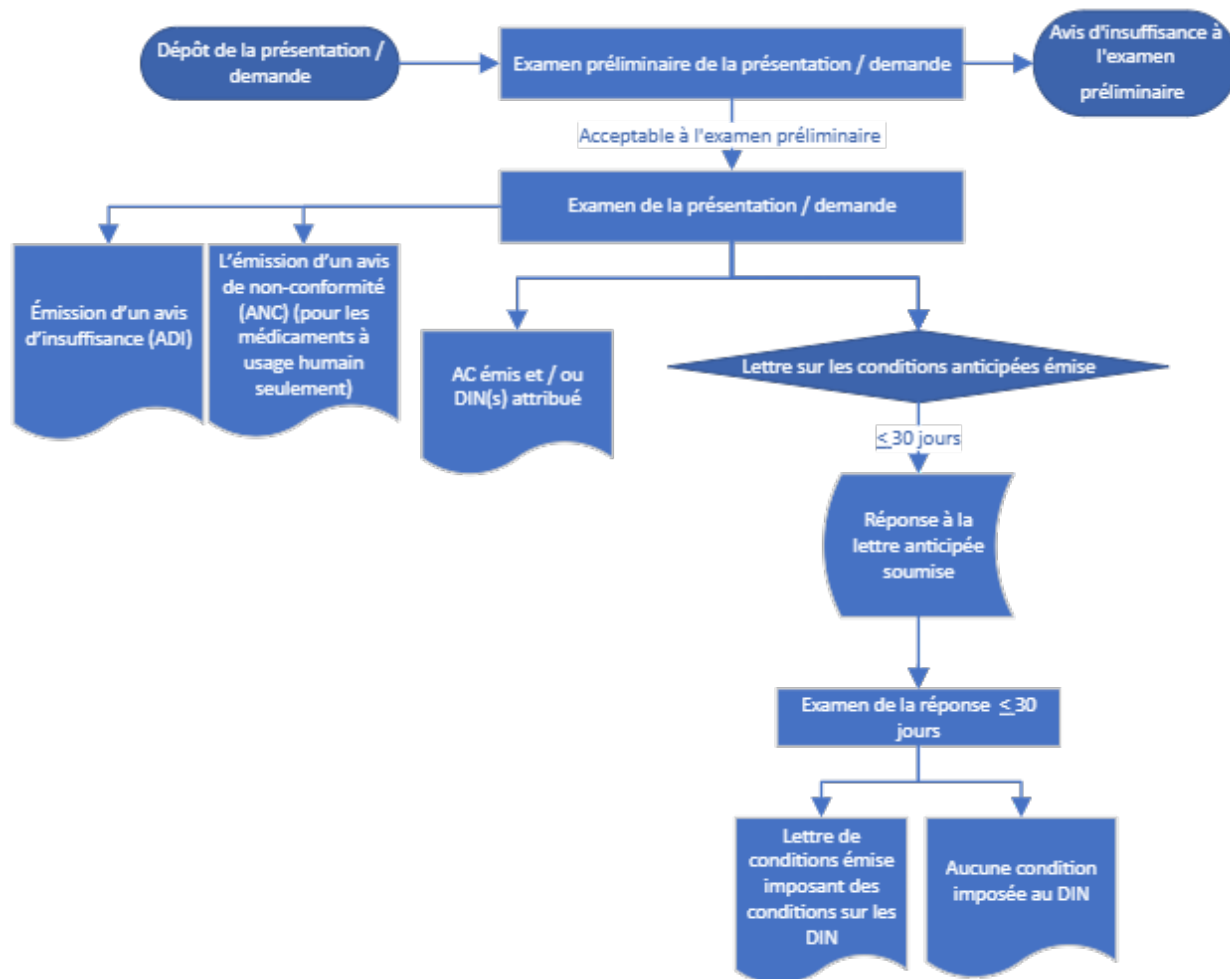 Dépôt de la présentation /
demande
Examen préliminaire de la présentation / demande
Avis d'insuffisance à
l'examen
préliminaire
Acceptable à l'examen préliminaire
Examen de la présentation / demande
Émission d’un avis
d’insuffisance (ADI)
L’émission d’un avis
de non-conformité
(ANC) (pour les
médicaments à
usage humain
seulement)
AC émis et / ou
DIN(s) attribué
Lettre sur les conditions anticipées émise
≤ 30 jours
Réponse à la
lettre anticipée
soumise
Examen de la réponse ≤ 30
jours
Lettre de
conditions émise
imposant des
conditions sur les
DIN
Aucune condition
imposée au DIN